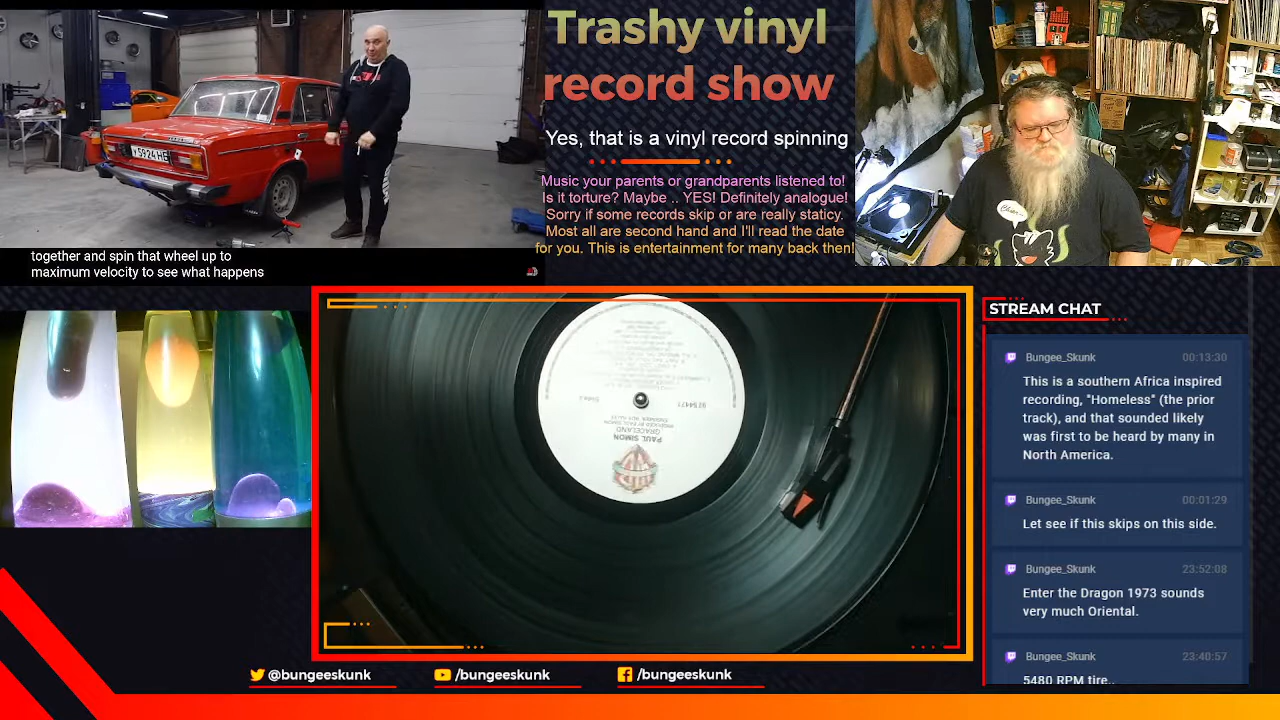 У 5924 НЕ
together and spin that wheel up to
maximum velocity to see what happens
Trashy vinyl
record show
Yes, that is a vinyl record spinning
Music your parents or grandparents listened to!
Is it torture? Maybe .. YES! Definitely analogue!
Sorry if some records skip or are really staticy.
Most all are second hand and I'll read the date
for you. This is entertainment for many back then!
PAUL SIMON
GRACELAND
STREAM CHAT
Bungee_Skunk 00:13:30
This is a southern Africa inspired
recording, "Homeless" (the prior
track), and that sounded likely
was first to be heard by many in
North America.
Bungee_Skunk 00:01:29
Let see if this skips on this side.
Bungee_Skunk 23:52:08
Enter the Dragon 1973 sounds
very much Oriental.
Bungee_Skunk 23:40:57
5480 RPM tire..
@bungeeskunk
/bungeeskunk
/bungeeskunk